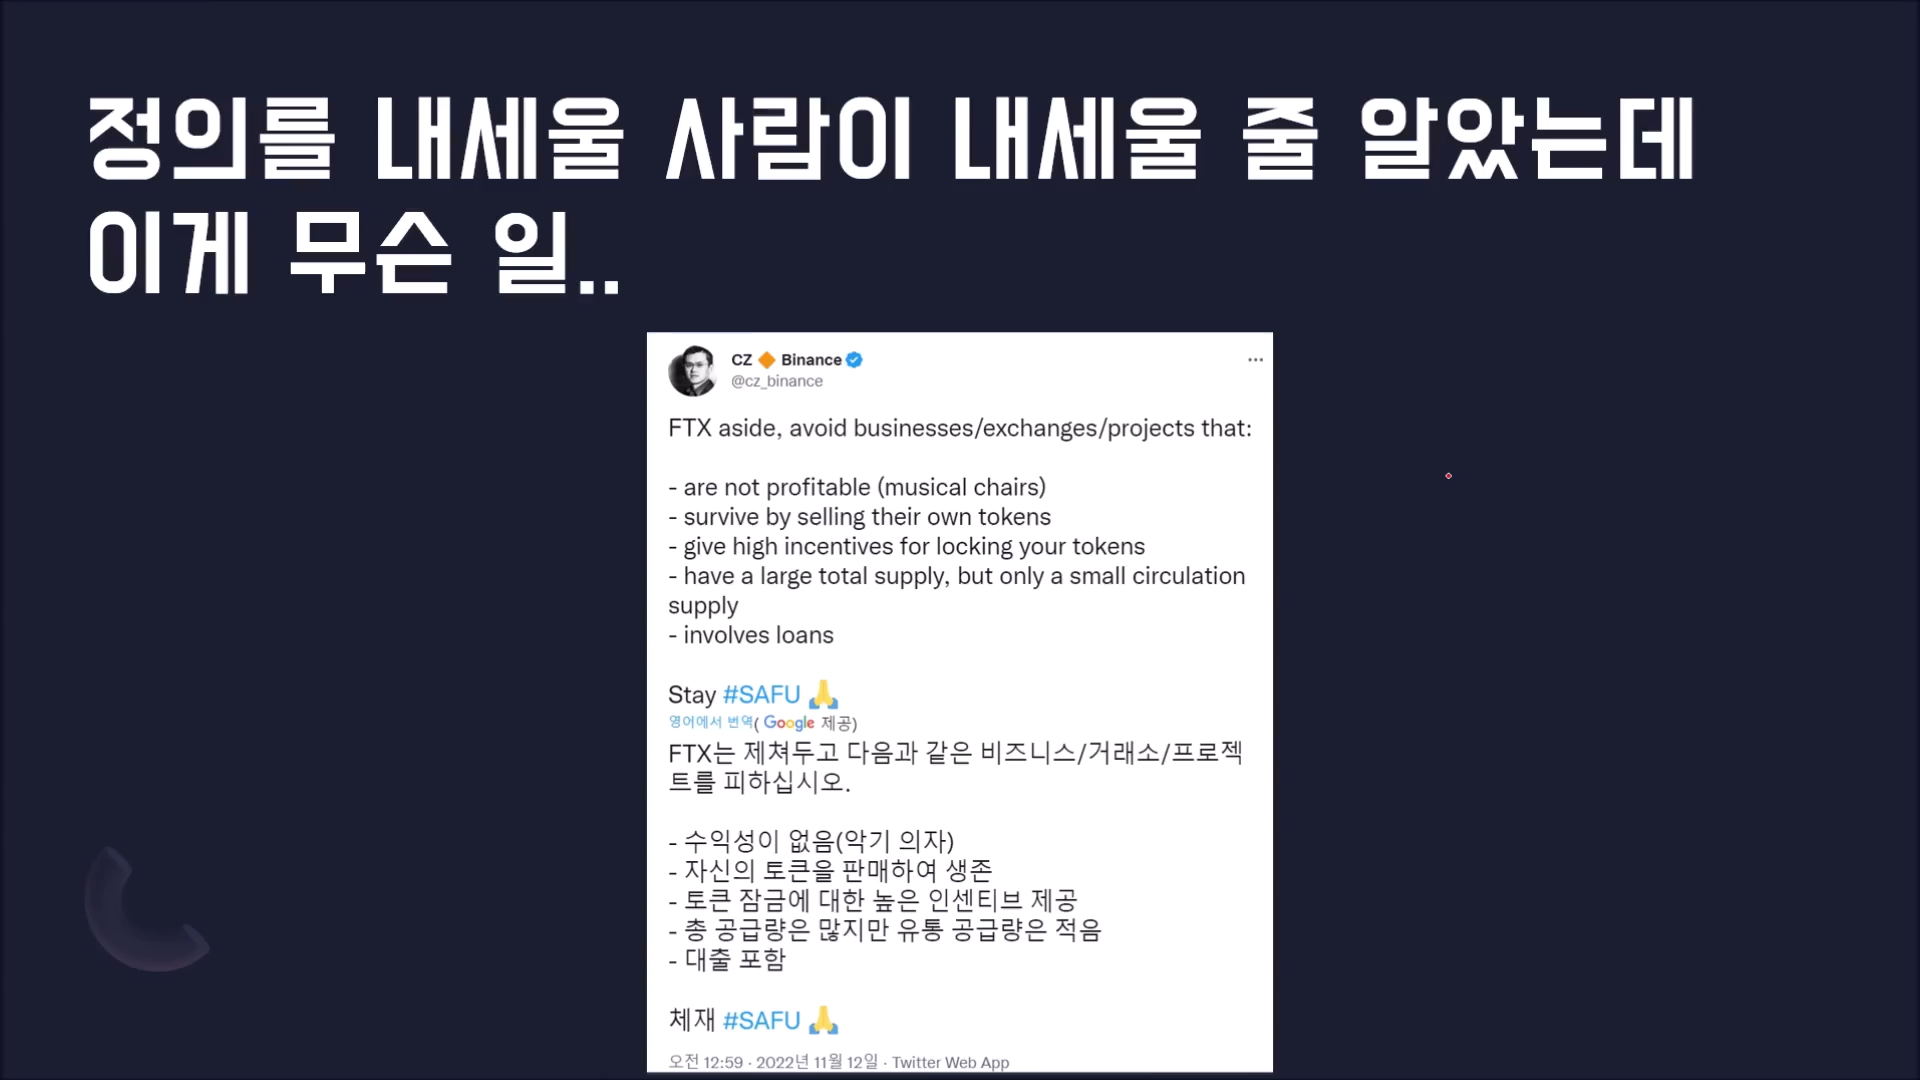 정의를 내세울 사람이 내세울 줄 알았는데
이게 무슨 일..
CZ 🔶 Binance
@cz_binance
FTX aside, avoid businesses/exchanges/projects that:
- are not profitable (musical chairs)
- survive by selling their own tokens
- give high incentives for locking your tokens
- have a large total supply, but only a small circulation
supply
- involves loans
Stay #SAFU 🙏
영어에서 번역( Google 제공)
FTX는 제쳐두고 다음과 같은 비즈니스/거래소/프로젝
트를 피하십시오.
- 수익성이 없음(악기 의자)
- 자신의 토큰을 판매하여 생존
- 토큰 잠금에 대한 높은 인센티브 제공
- 총 공급량은 많지만 유통 공급량은 적음
- 대출 포함
체재 #SAFU 🙏
오전 12:59 · 2022년 11월 12일 · Twitter Web App